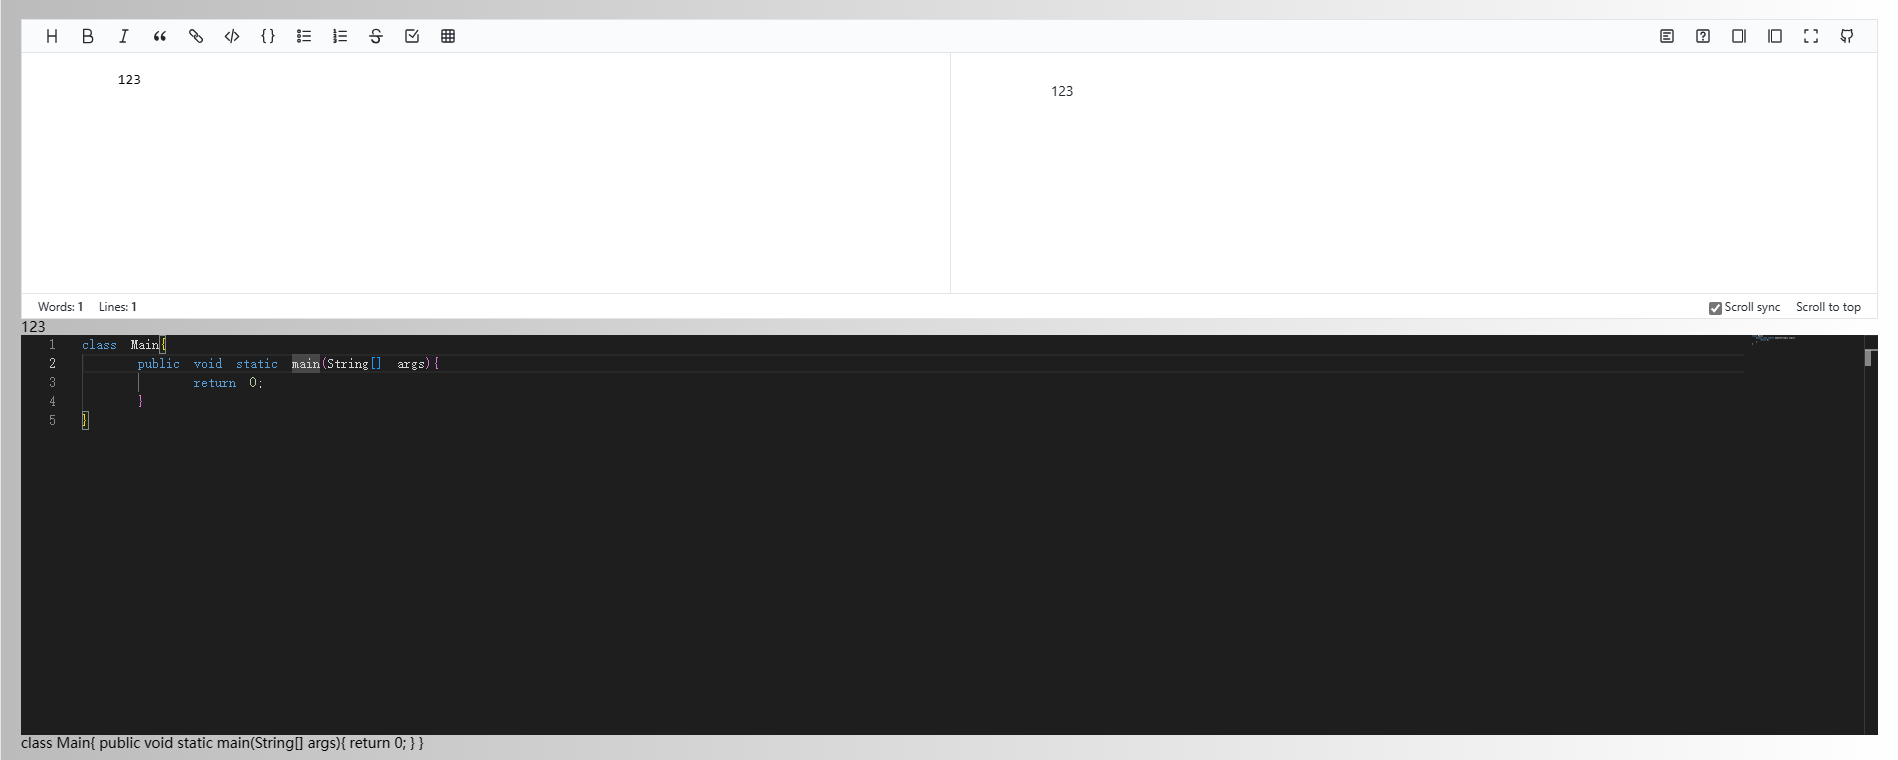 123
123
Words: 1 Lines: 1
Scroll sync Scroll to top
123
1 class Main{
2 public void static main(String[] args){
3 return 0;
4 }
5 }
class Main{ public void static main(String[] args){ return 0; } }